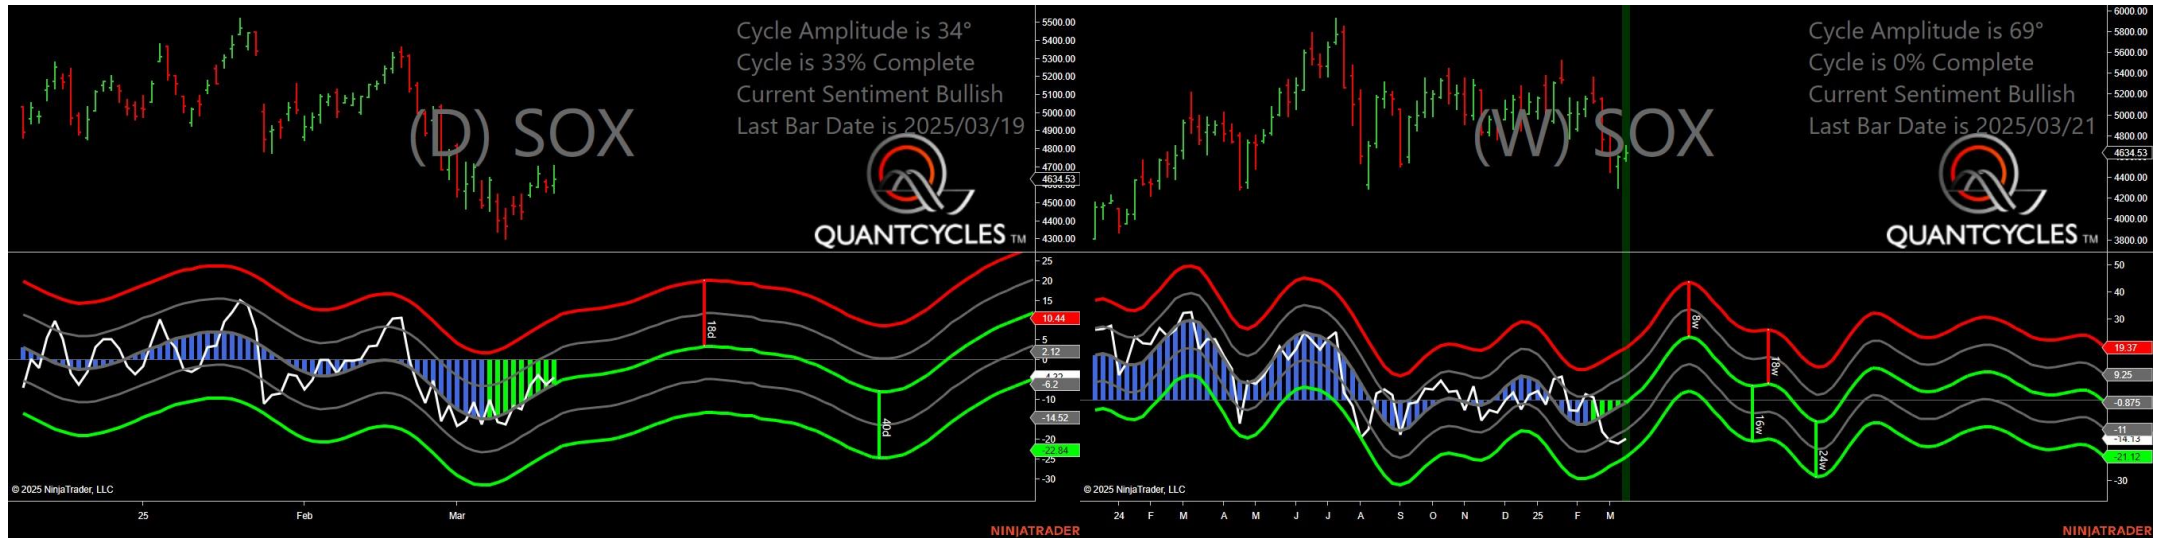 Cycle Amplitude is 34°
Cycle is 33% Complete
Current Sentiment Bullish
Last Bar Date is 2025/03/19
(D) SOX
QUANTCYCLES TM
5500.00
5400.00
5300.00
5200.00
5100.00
5000.00
4900.00
4800.00
4700.00
4634.53
4500.00
4400.00
4300.00
25
20
15
10.44
5
2.12
0
-6.2
-10
-14.52
-20
-22.84
-25
-30
18d
40d
© 2025 NinjaTrader, LLC
25
Feb
Mar
NINJATRADER
Cycle Amplitude is 69°
Cycle is 0% Complete
Current Sentiment Bullish
Last Bar Date is 2025/03/21
(W) SOX
QUANTCYCLES TM
6000.00
5800.00
5600.00
5400.00
5200.00
5000.00
4800.00
4634.53
4400.00
4200.00
4000.00
3800.00
50
40
30
19.37
9.25
-0.875
-11
-14.13
-21.12
-30
8w
18w
16w
24w
© 2025 NinjaTrader, LLC
24 F M A M J J A S O N D 25 F M
NINJATRADER